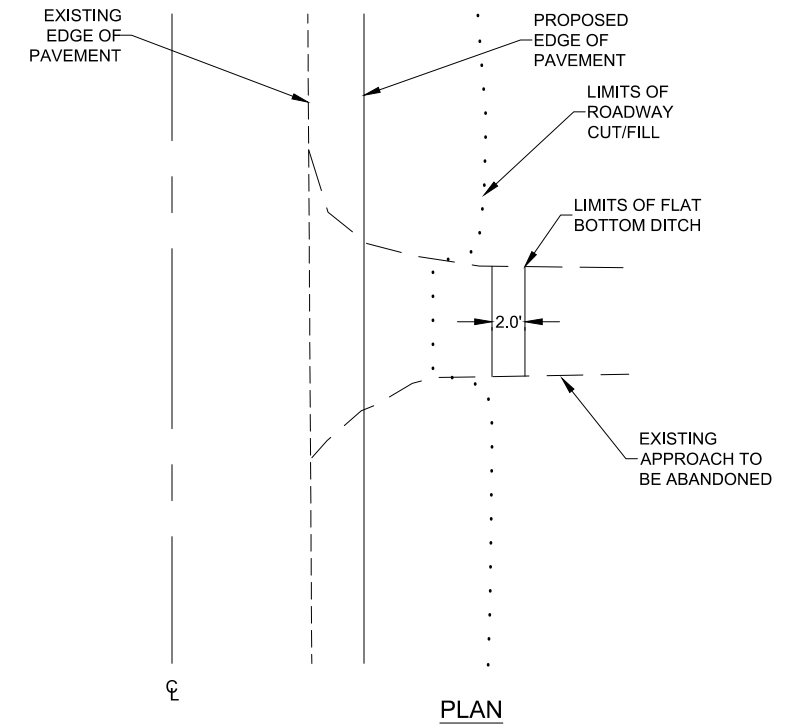 EXISTING
EDGE OF
PAVEMENT
PROPOSED
EDGE OF
PAVEMENT
LIMITS OF
ROADWAY
CUT/FILL
LIMITS OF FLAT
BOTTOM DITCH
2.0'
EXISTING
APPROACH TO
BE ABANDONED
℄
PLAN